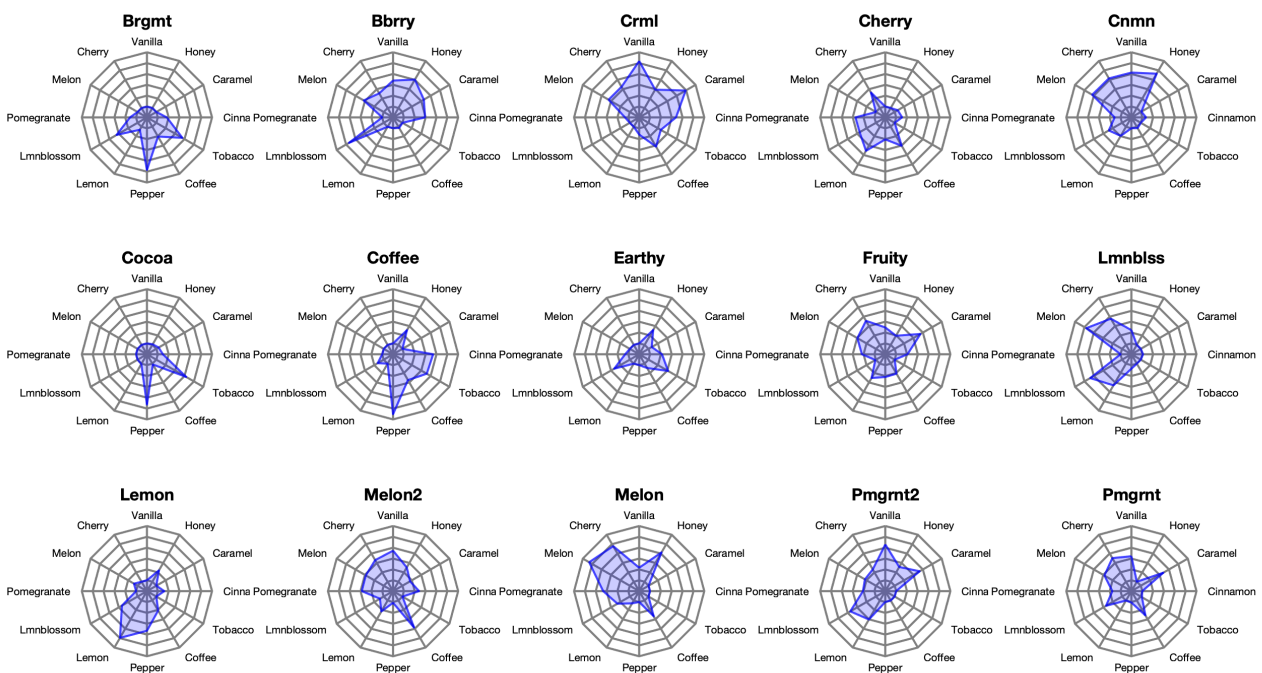 Brgmt Bbrry Crml Cherry Cnmn
Vanilla Vanilla Vanilla Vanilla Vanilla
Cherry Honey Cherry Honey Cherry Honey Cherry Honey Cherry Honey
Melon Caramel Melon Caramel Melon Caramel Melon Caramel Melon Caramel
Pomegranate Cinna Pomegranate Cinna Pomegranate Cinna Pomegranate Cinna Pomegranate Cinnamon
Lmnblossom Tobacco Lmnblossom Tobacco Lmnblossom Tobacco Lmnblossom Tobacco Lmnblossom Tobacco
Lemon Coffee Lemon Coffee Lemon Coffee Lemon Coffee Lemon Coffee
Pepper Pepper Pepper Pepper Pepper
Cocoa Coffee Earthy Fruity Lmnblss
Vanilla Vanilla Vanilla Vanilla Vanilla
Cherry Honey Cherry Honey Cherry Honey Cherry Honey Cherry Honey
Melon Caramel Melon Caramel Melon Caramel Melon Caramel Melon Caramel
Pomegranate Cinna Pomegranate Cinna Pomegranate Cinna Pomegranate Cinna Pomegranate Cinnamon
Lmnblossom Tobacco Lmnblossom Tobacco Lmnblossom Tobacco Lmnblossom Tobacco Lmnblossom Tobacco
Lemon Coffee Lemon Coffee Lemon Coffee Lemon Coffee Lemon Coffee
Pepper Pepper Pepper Pepper Pepper
Lemon Melon2 Melon Pmgrnt2 Pmgrnt
Vanilla Vanilla Vanilla Vanilla Vanilla
Cherry Honey Cherry Honey Cherry Honey Cherry Honey Cherry Honey
Melon Caramel Melon Caramel Melon Caramel Melon Caramel Melon Caramel
Pomegranate Cinna Pomegranate Cinna Pomegranate Cinna Pomegranate Cinna Pomegranate Cinnamon
Lmnblossom Tobacco Lmnblossom Tobacco Lmnblossom Tobacco Lmnblossom Tobacco Lmnblossom Tobacco
Lemon Coffee Lemon Coffee Lemon Coffee Lemon Coffee Lemon Coffee
Pepper Pepper Pepper Pepper Pepper